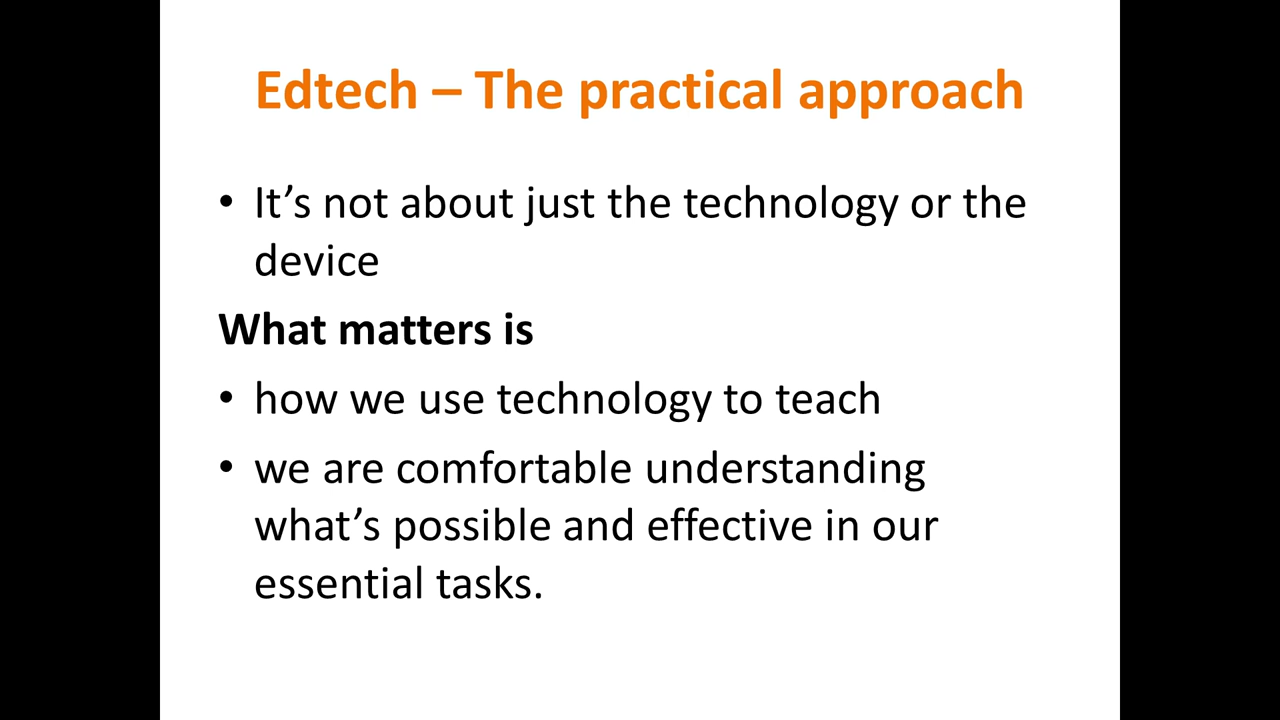 Edtech – The practical approach
• It’s not about just the technology or the
device
What matters is
• how we use technology to teach
• we are comfortable understanding
what’s possible and effective in our
essential tasks.